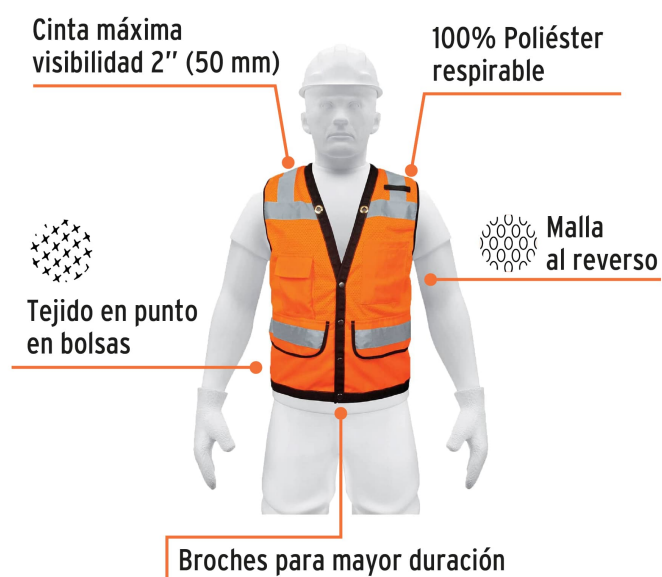 Cinta máxima
visibilidad 2” (50 mm)
100% Poliéster
respirable
Tejido en punto
en bolsas
Malla
al reverso
Broches para mayor duración